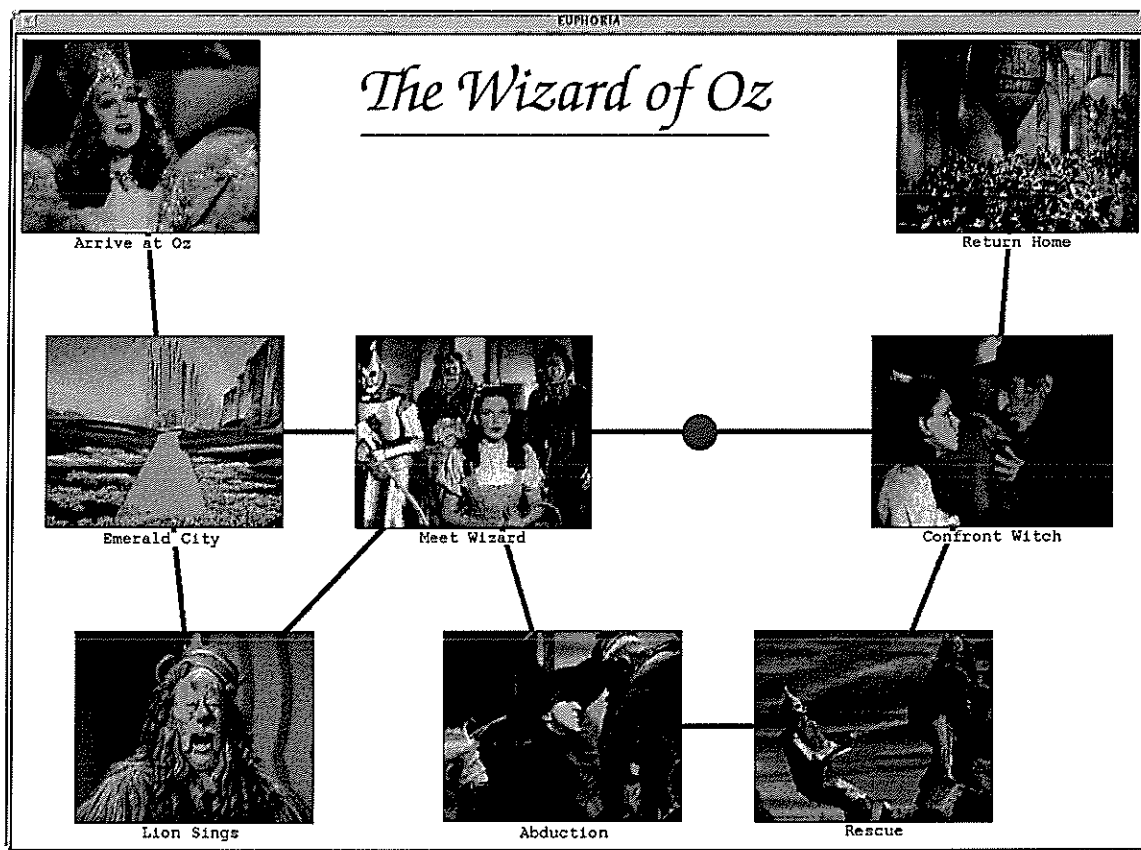 EUPHORIA
The Wizard of Oz
Arrive at Oz
Return Home
Emerald City
Meet Wizard
Confront Witch
Lion Sings
Abduction
Rescue